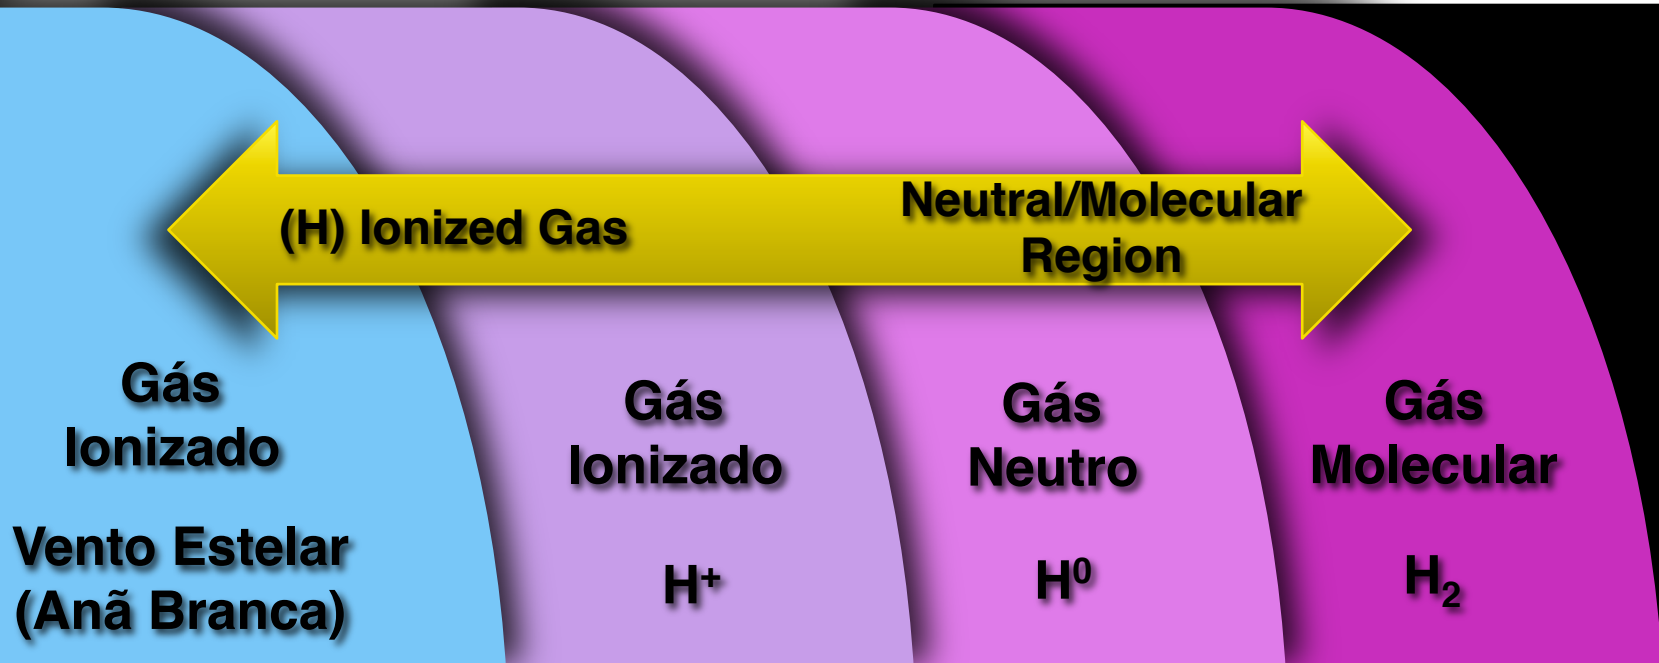 (H) Ionized Gas
Neutral/Molecular
Region
Gás
Ionizado
Vento Estelar
(Anã Branca)
Gás
Ionizado
H⁺
Gás
Neutro
H⁰
Gás
Molecular
H₂